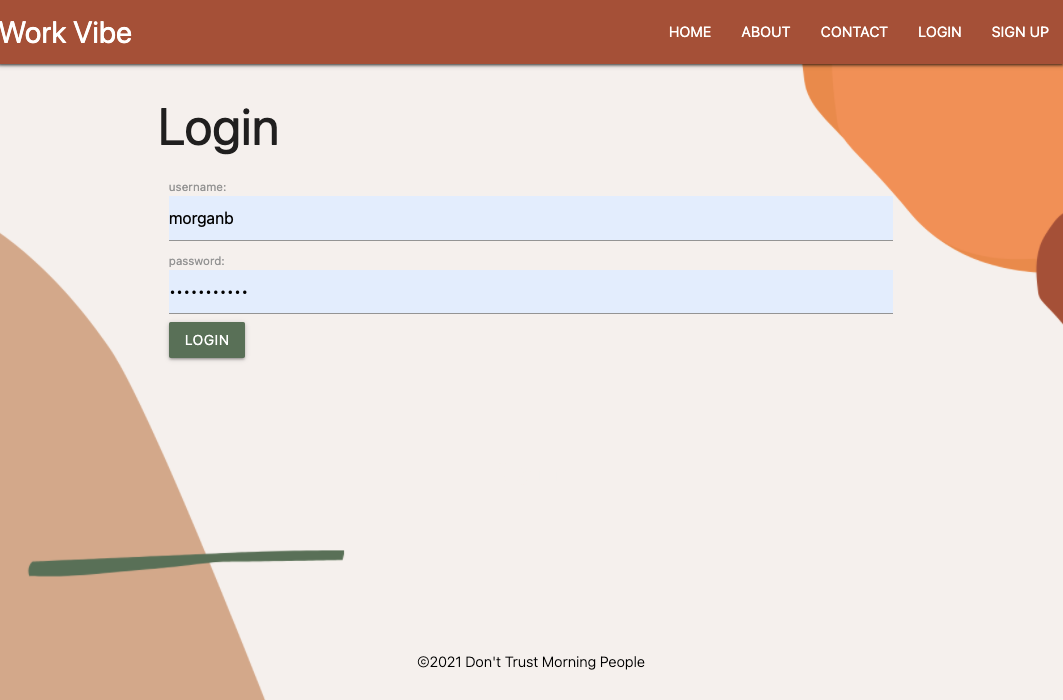 Work Vibe
HOME ABOUT CONTACT LOGIN SIGN UP
Login
username:
morganb
password:
•••••••••••
LOGIN
©2021 Don't Trust Morning People